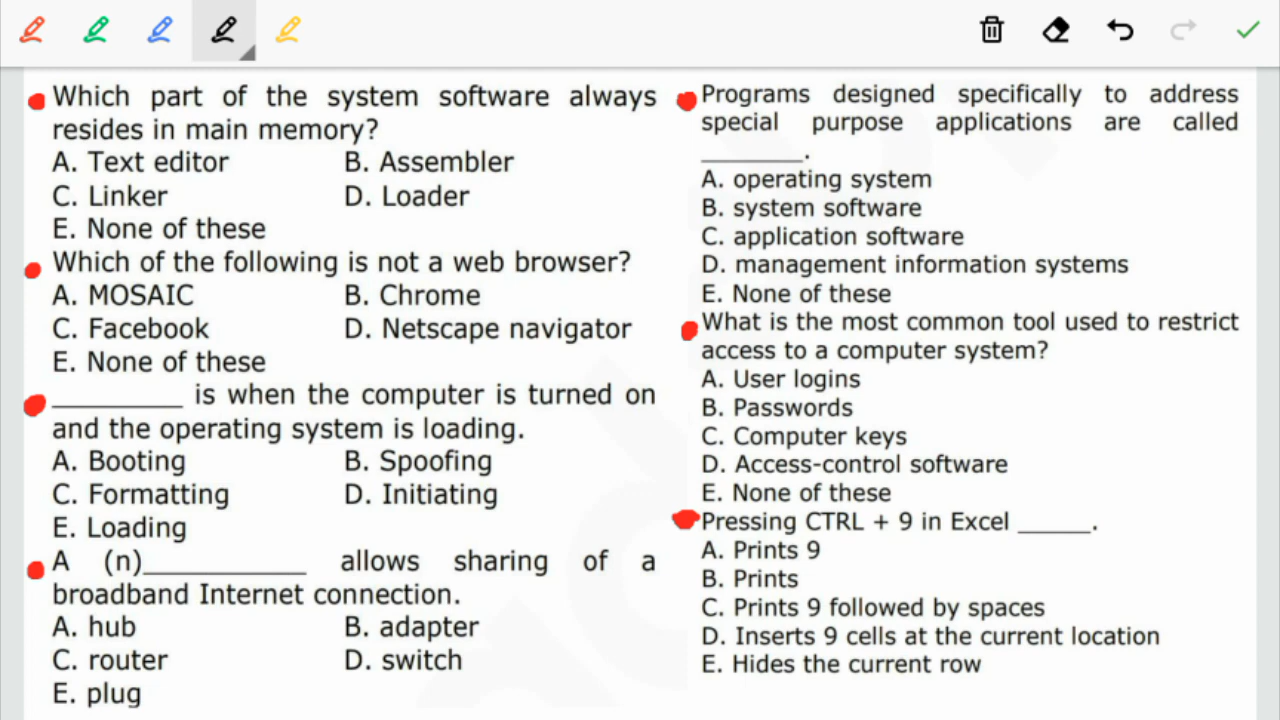 Which part of the system software always
resides in main memory?
A. Text editor B. Assembler
C. Linker D. Loader
E. None of these
Which of the following is not a web browser?
A. MOSAIC B. Chrome
C. Facebook D. Netscape navigator
E. None of these
_________ is when the computer is turned on
and the operating system is loading.
A. Booting B. Spoofing
C. Formatting D. Initiating
E. Loading
A (n)___________ allows sharing of a
broadband Internet connection.
A. hub B. adapter
C. router D. switch
E. plug
Programs designed specifically to address
special purpose applications are called
________.
A. operating system
B. system software
C. application software
D. management information systems
E. None of these
What is the most common tool used to restrict
access to a computer system?
A. User logins
B. Passwords
C. Computer keys
D. Access-control software
E. None of these
Pressing CTRL + 9 in Excel ______.
A. Prints 9
B. Prints
C. Prints 9 followed by spaces
D. Inserts 9 cells at the current location
E. Hides the current row